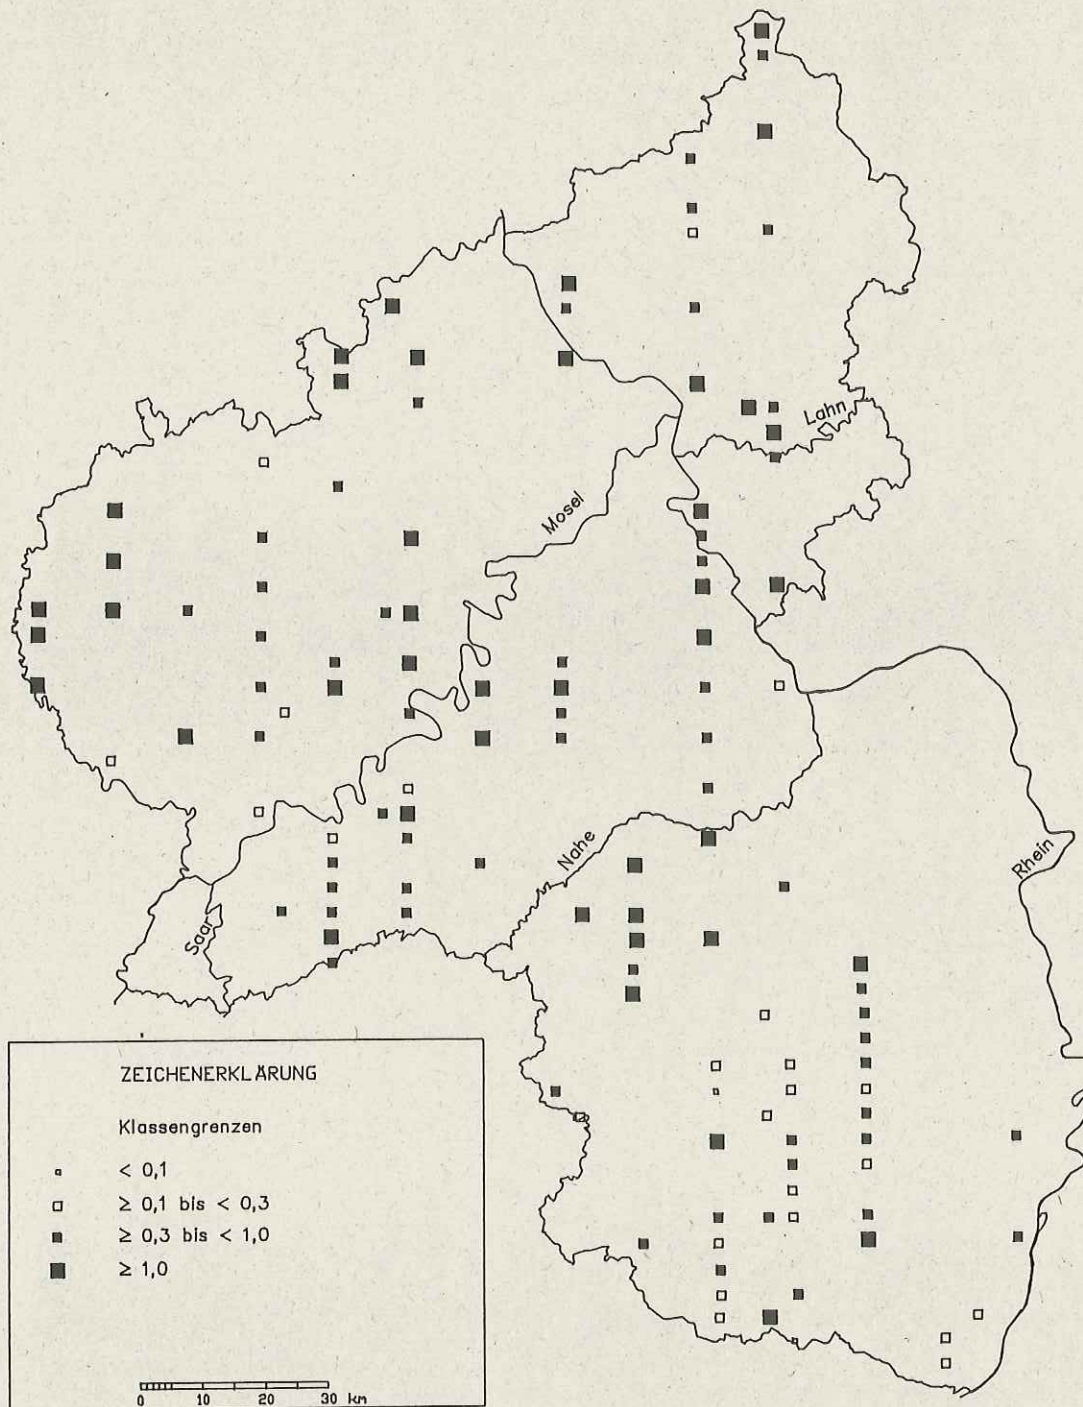 Lahn
Mosel
Nahe
Rhein
Saar
ZEICHENERKLÄRUNG
Klassengrenzen
< 0,1
≥ 0,1 bis < 0,3
≥ 0,3 bis < 1,0
≥ 1,0
0 10 20 30 km